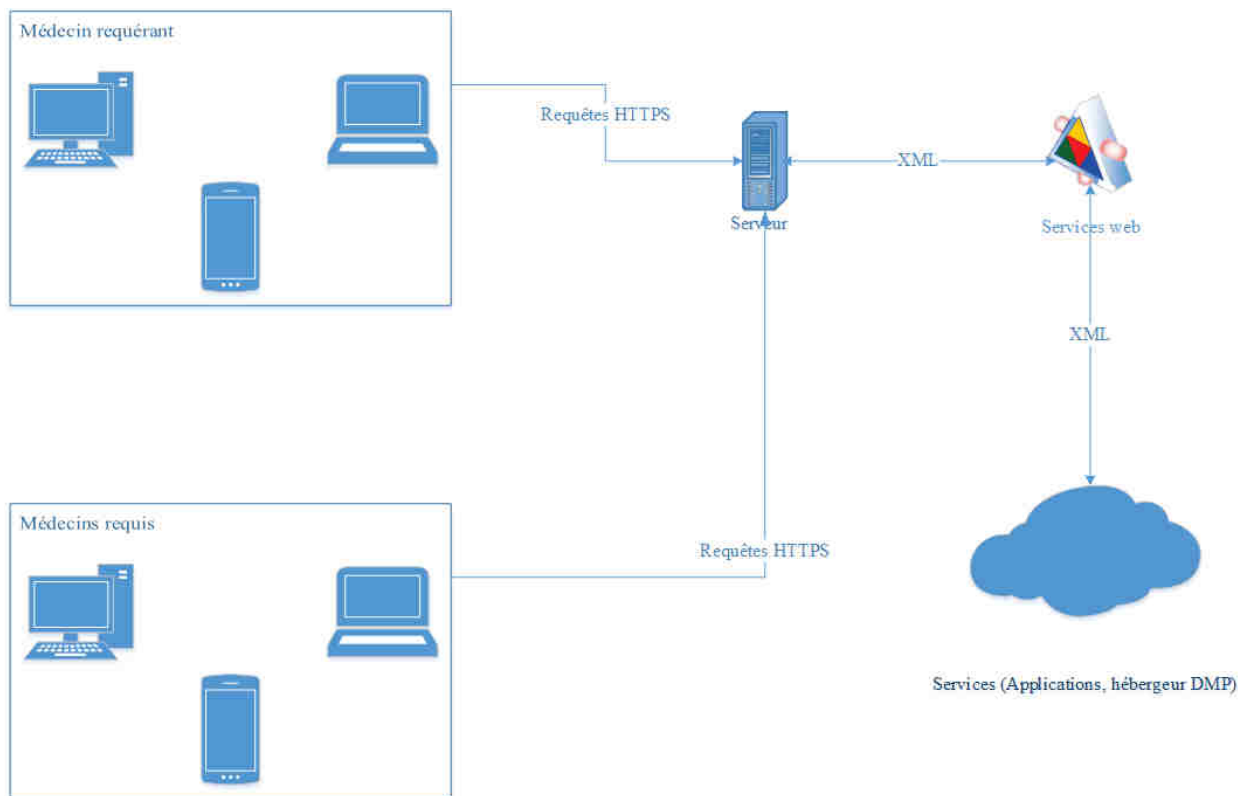 Médecin requérant
Requêtes HTTPS
XML
Serveur
Services web
XML
Médecins requis
Requêtes HTTPS
Services (Applications, hébergeur DMP)